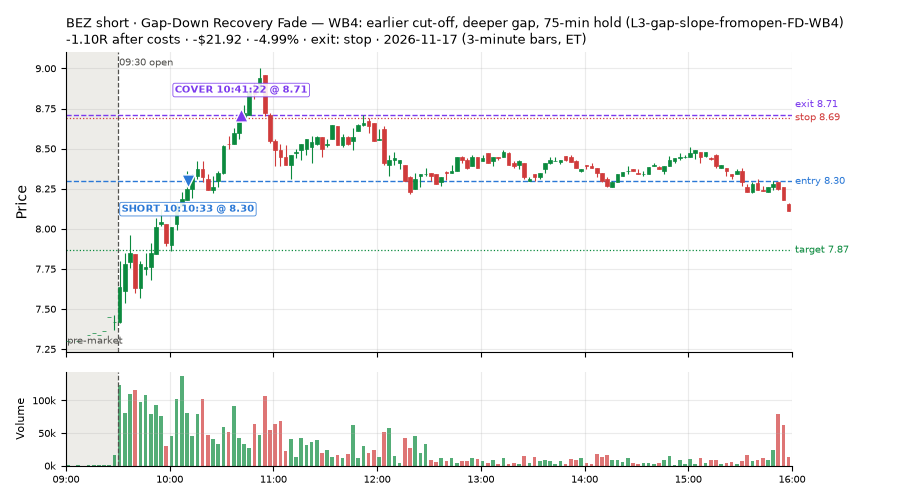 BEZ short · Gap-Down Recovery Fade — WB4: earlier cut-off, deeper gap, 75-min hold (L3-gap-slope-fromopen-FD-WB4)
-1.10R after costs · -$21.92 · -4.99% · exit: stop · 2026-11-17 (3-minute bars, ET)
09:30 open
9.00
COVER 10:41:22 @ 8.71
8.75
exit 8.71
stop 8.69
8.50
8.25
entry 8.30
SHORT 10:10:33 @ 8.30
Price
8.00
7.75
target 7.87
7.50
pre-market
7.25
Volume
100k
50k
0k
09:00
10:00
11:00
12:00
13:00
14:00
15:00
16:00